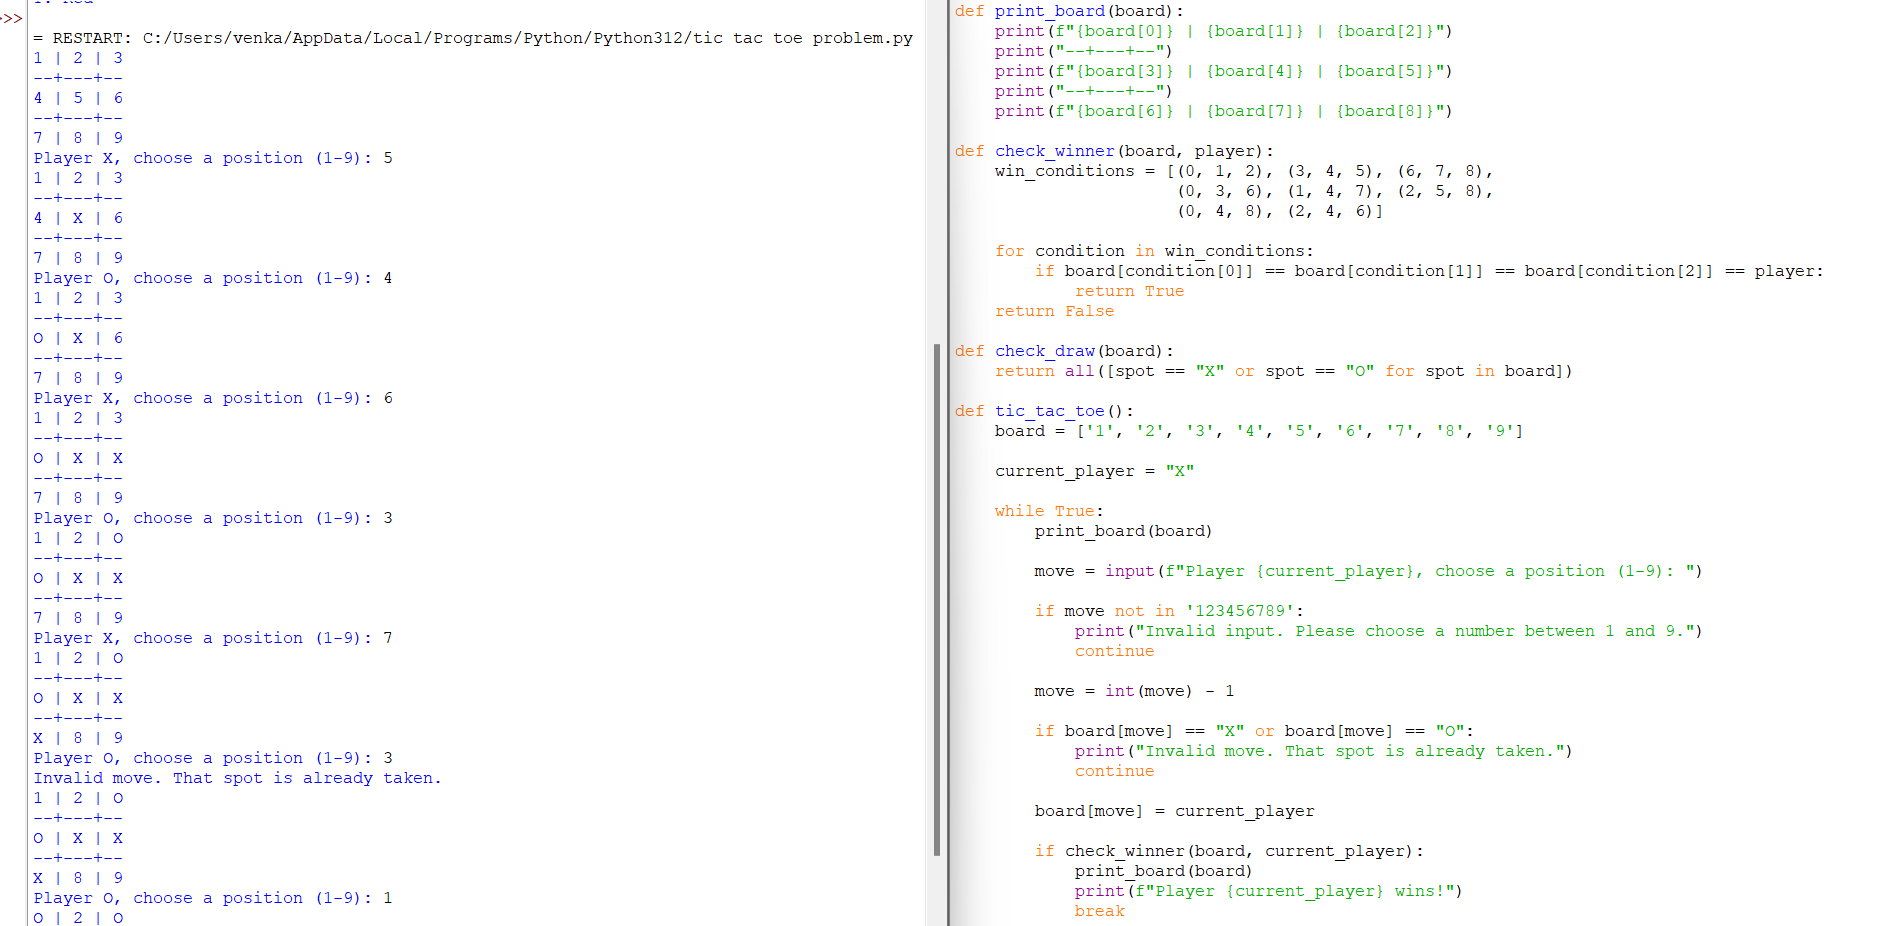 >>
= RESTART: C:/Users/venka/AppData/Local/Programs/Python/Python312/tic tac toe problem.py
1 | 2 | 3
--+---+--
4 | 5 | 6
--+---+--
7 | 8 | 9
Player X, choose a position (1-9): 5
1 | 2 | 3
--+---+--
4 | X | 6
--+---+--
7 | 8 | 9
Player O, choose a position (1-9): 4
1 | 2 | 3
--+---+--
O | X | 6
--+---+--
7 | 8 | 9
Player X, choose a position (1-9): 6
1 | 2 | 3
--+---+--
O | X | X
--+---+--
7 | 8 | 9
Player O, choose a position (1-9): 3
1 | 2 | O
--+---+--
O | X | X
--+---+--
7 | 8 | 9
Player X, choose a position (1-9): 7
1 | 2 | O
--+---+--
O | X | X
--+---+--
X | 8 | 9
Player O, choose a position (1-9): 3
Invalid move. That spot is already taken.
1 | 2 | O
--+---+--
O | X | X
--+---+--
X | 8 | 9
Player O, choose a position (1-9): 1
O | 2 | O
def print_board(board):
    print(f"{board[0]} | {board[1]} | {board[2]}")
    print("--+---+--")
    print(f"{board[3]} | {board[4]} | {board[5]}")
    print("--+---+--")
    print(f"{board[6]} | {board[7]} | {board[8]}")
def check_winner(board, player):
    win_conditions = [(0, 1, 2), (3, 4, 5), (6, 7, 8),
                      (0, 3, 6), (1, 4, 7), (2, 5, 8),
                      (0, 4, 8), (2, 4, 6)]
    for condition in win_conditions:
        if board[condition[0]] == board[condition[1]] == board[condition[2]] == player:
            return True
    return False
def check_draw(board):
    return all([spot == "X" or spot == "O" for spot in board])
def tic_tac_toe():
    board = ['1', '2', '3', '4', '5', '6', '7', '8', '9']
    current_player = "X"
    while True:
        print_board(board)
        move = input(f"Player {current_player}, choose a position (1-9): ")
        if move not in '123456789':
            print("Invalid input. Please choose a number between 1 and 9.")
            continue
        move = int(move) - 1
        if board[move] == "X" or board[move] == "O":
            print("Invalid move. That spot is already taken.")
            continue
        board[move] = current_player
        if check_winner(board, current_player):
            print_board(board)
            print(f"Player {current_player} wins!")
            break